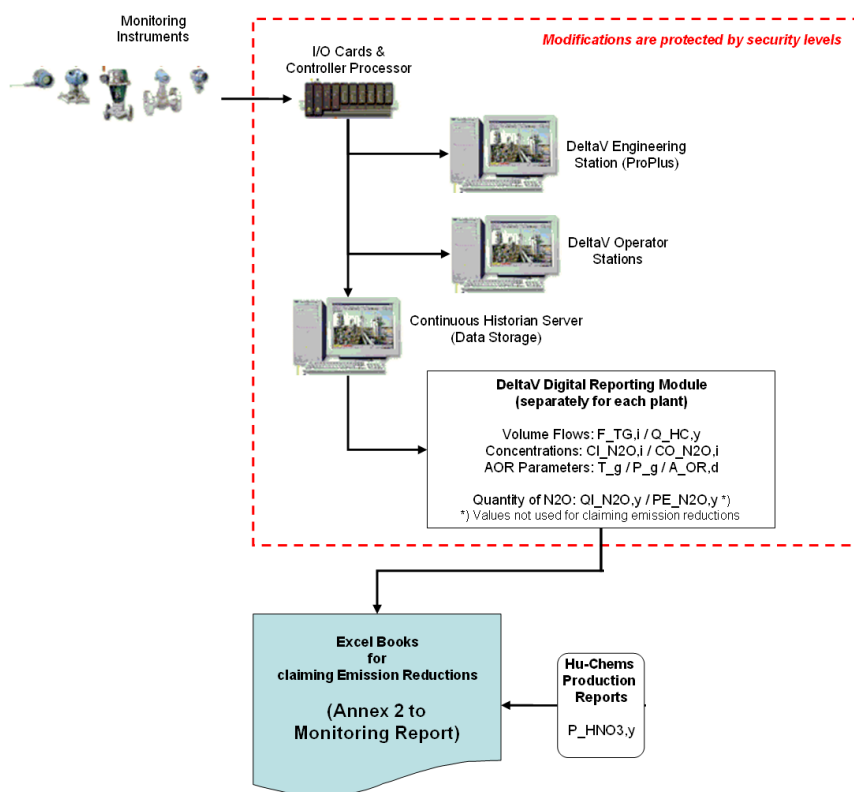 Monitoring
Instruments
I/O Cards &
Controller Processor
Modifications are protected by security levels
DeltaV Engineering
Station (ProPlus)
DeltaV Operator
Stations
Continuous Historian Server
(Data Storage)
DeltaV Digital Reporting Module
(separately for each plant)
Volume Flows: F_TG,i / Q_HC,y
Concentrations: CI_N2O,i / CO_N2O,i
AOR Parameters: T_g / P_g / A_OR,d
Quantity of N2O: QI_N2O,y / PE_N2O,y *)
*) Values not used for claiming emission reductions
Excel Books
for
claiming Emission Reductions
(Annex 2 to
Monitoring Report)
Hu-Chems
Production
Reports
P_HNO3,y